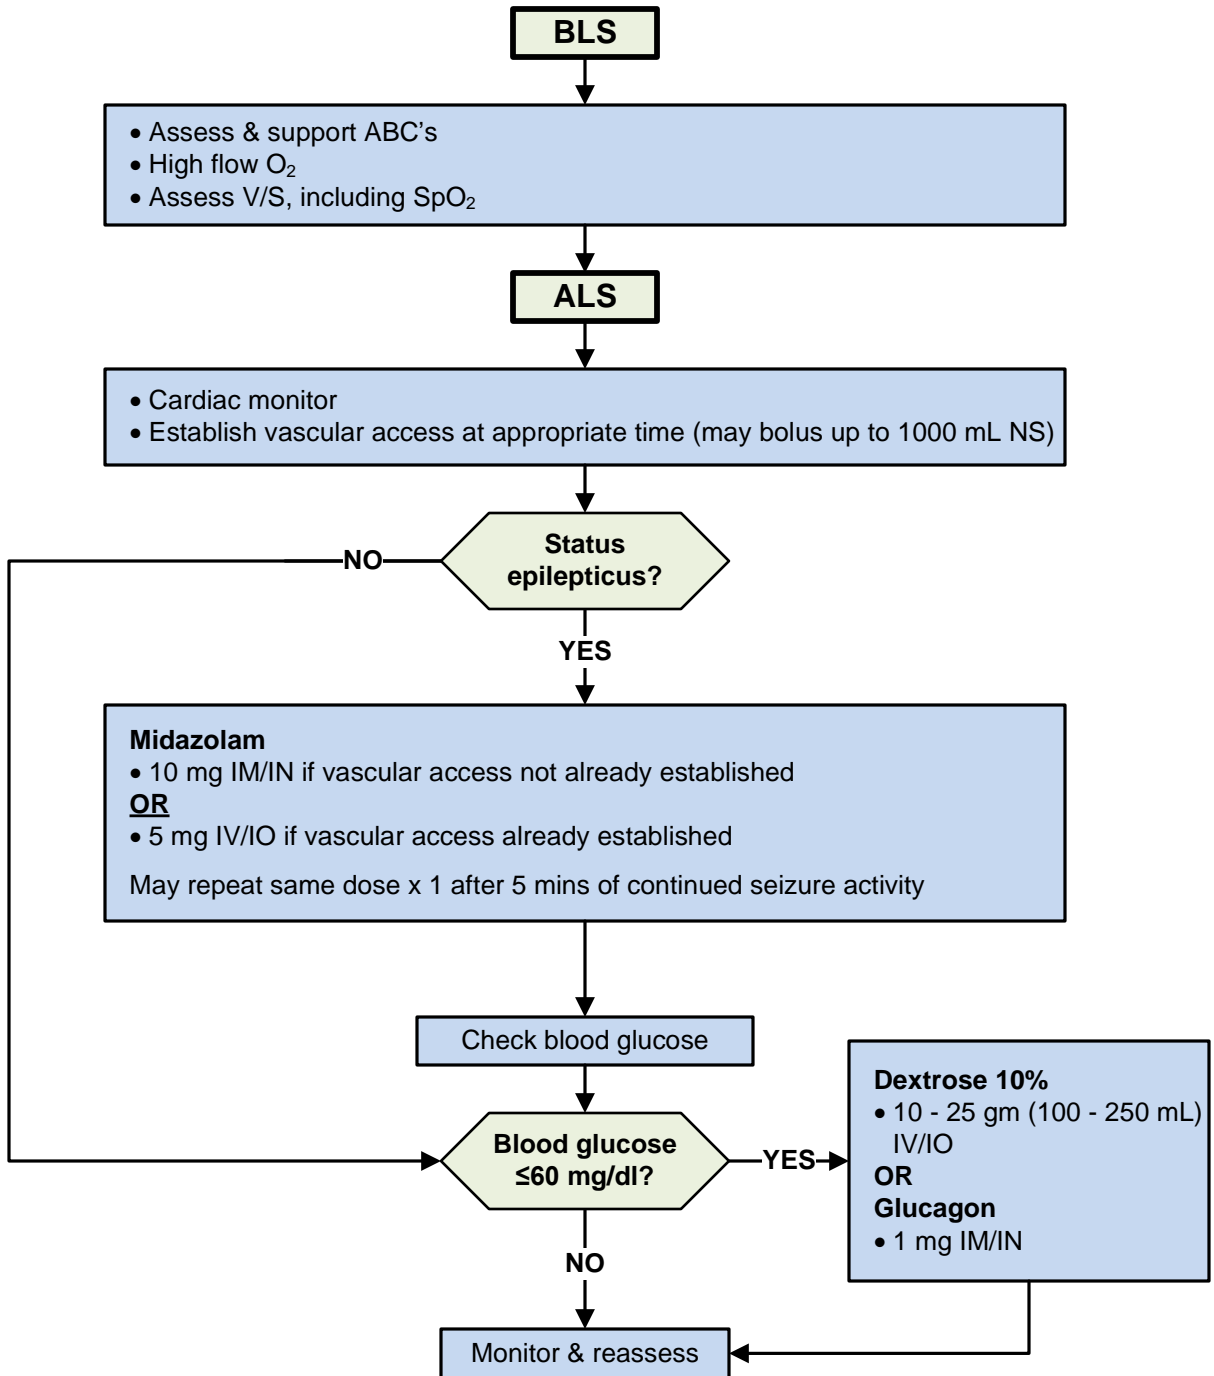 BLS
• Assess & support ABC’s
• High flow O₂
• Assess V/S, including SpO₂
ALS
• Cardiac monitor
• Establish vascular access at appropriate time (may bolus up to 1000 mL NS)
Status
epilepticus?
NO
YES
Midazolam
• 10 mg IM/IN if vascular access not already established
OR
• 5 mg IV/IO if vascular access already established
May repeat same dose x 1 after 5 mins of continued seizure activity
Check blood glucose
Blood glucose
≤60 mg/dl?
YES
Dextrose 10%
• 10 - 25 gm (100 - 250 mL)
IV/IO
OR
Glucagon
• 1 mg IM/IN
NO
Monitor & reassess